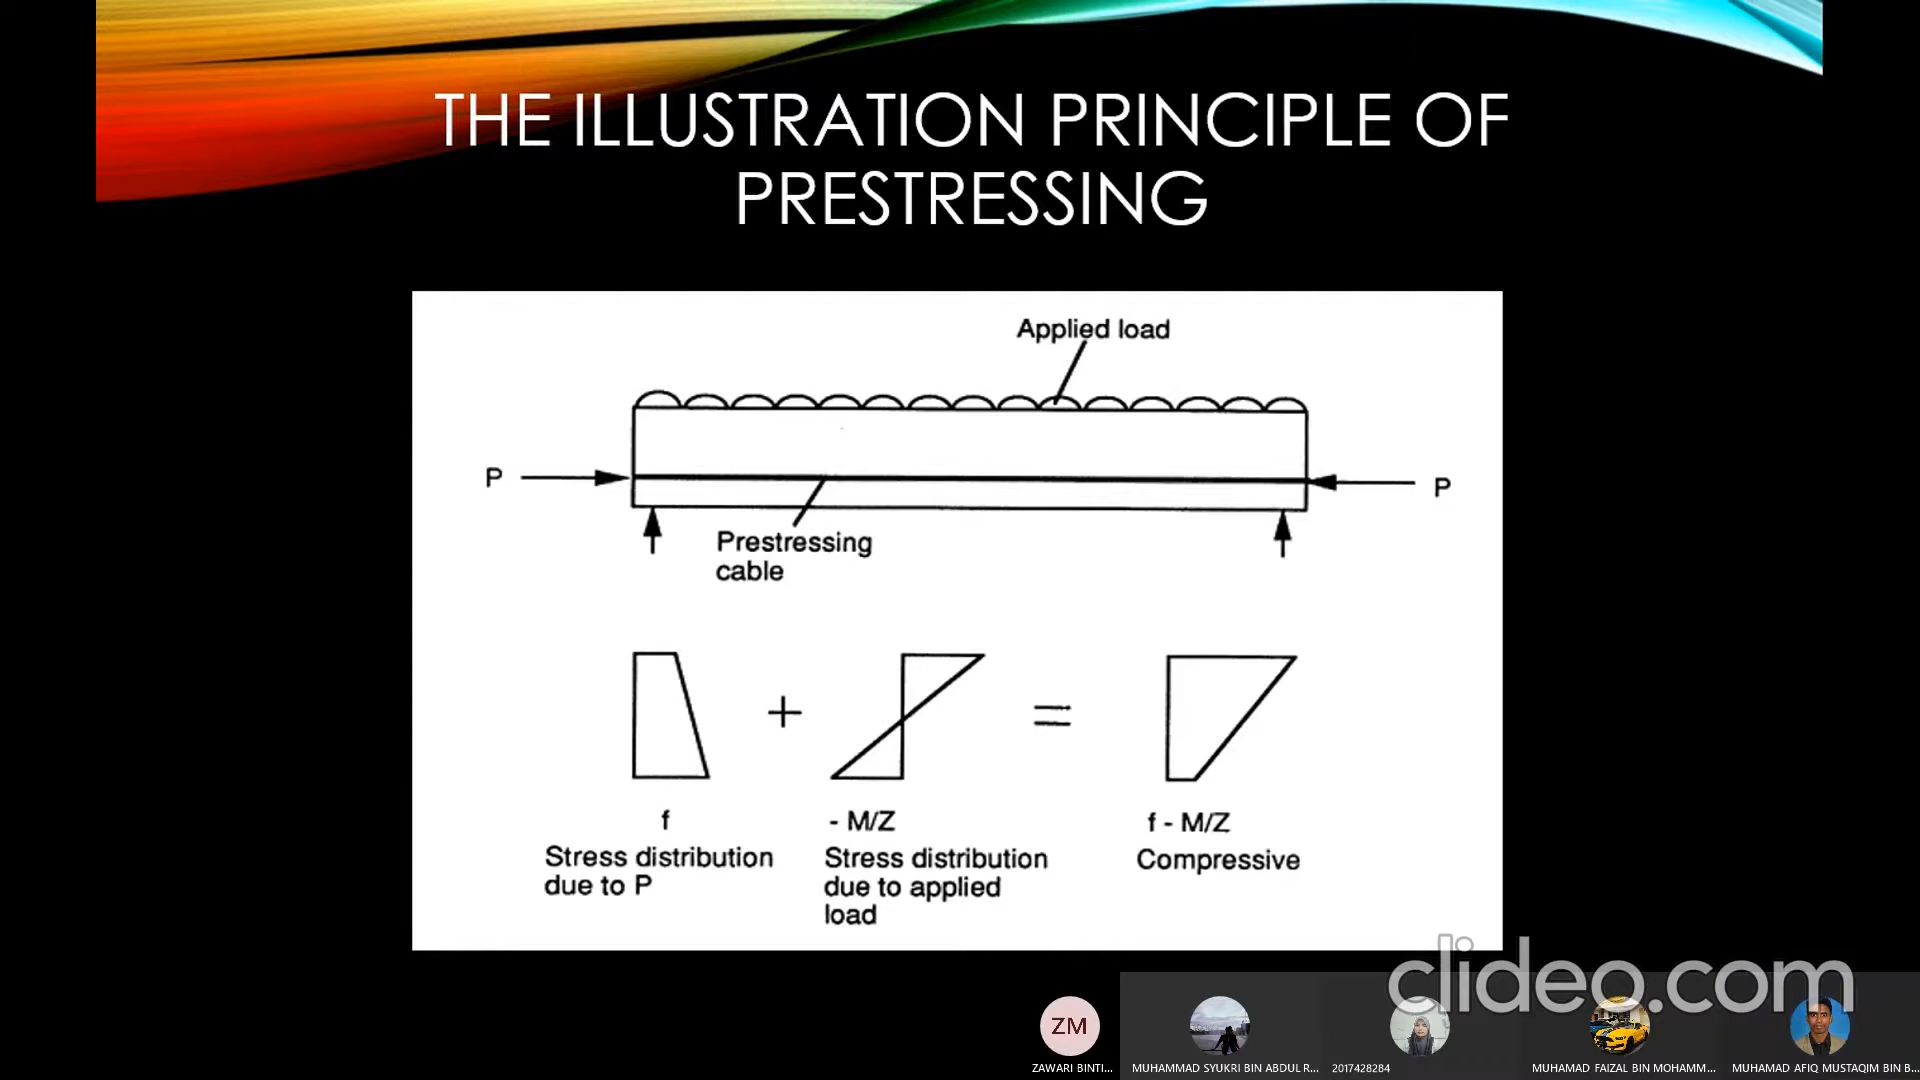 THE ILLUSTRATION PRINCIPLE OF
PRESTRESSING
Applied load
P
P
Prestressing
cable
+
=
f
- M/Z
f - M/Z
Stress distribution
due to P
Stress distribution
due to applied
load
Compressive
clideo.com
ZM
ZAWARI BINTI...
MUHAMMAD SYUKRI BIN ABDUL R...
2017428284
MUHAMAD FAIZAL BIN MOHAMM...
MUHAMAD AFIQ MUSTAQIM BIN B...